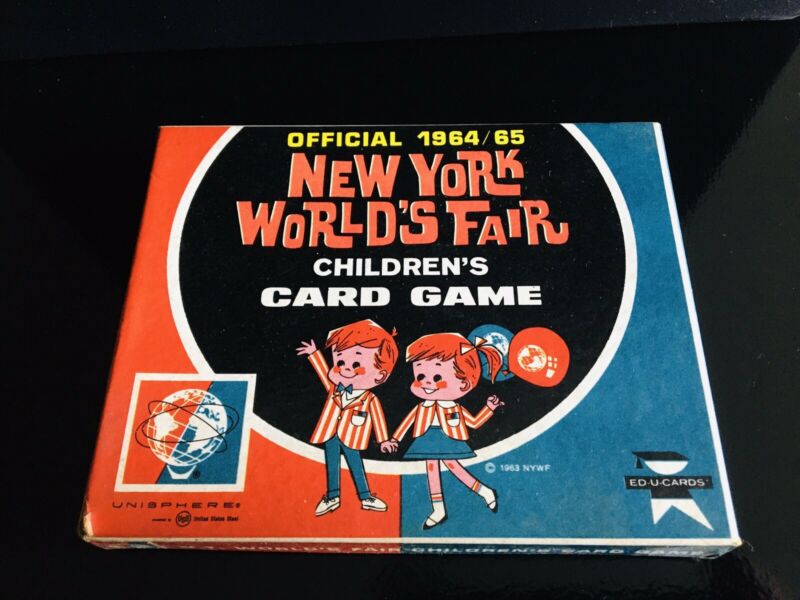 OFFICIAL 1964/65
NEW YORK
WORLD'S FAIR
CHILDREN'S
CARD GAME
© 1963 NYWF
ED-U-CARDS
UNISPHERE®
USS United States Steel
WORLD'S FAIR CHILDREN'S CARD GAME